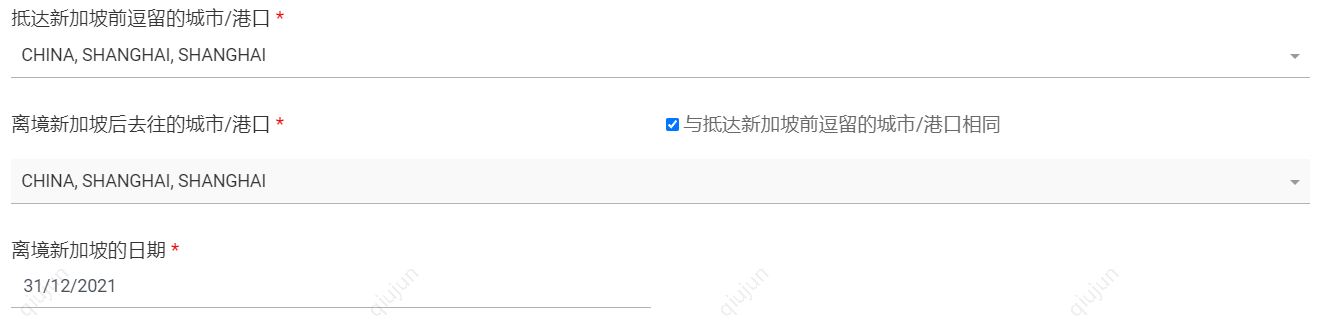 抵达新加坡前逗留的城市/港口 *
CHINA, SHANGHAI, SHANGHAI
离境新加坡后去往的城市/港口 *
与抵达新加坡前逗留的城市/港口相同
CHINA, SHANGHAI, SHANGHAI
离境新加坡的日期 *
31/12/2021
qiujun
qiujun
qiujun
qiujun